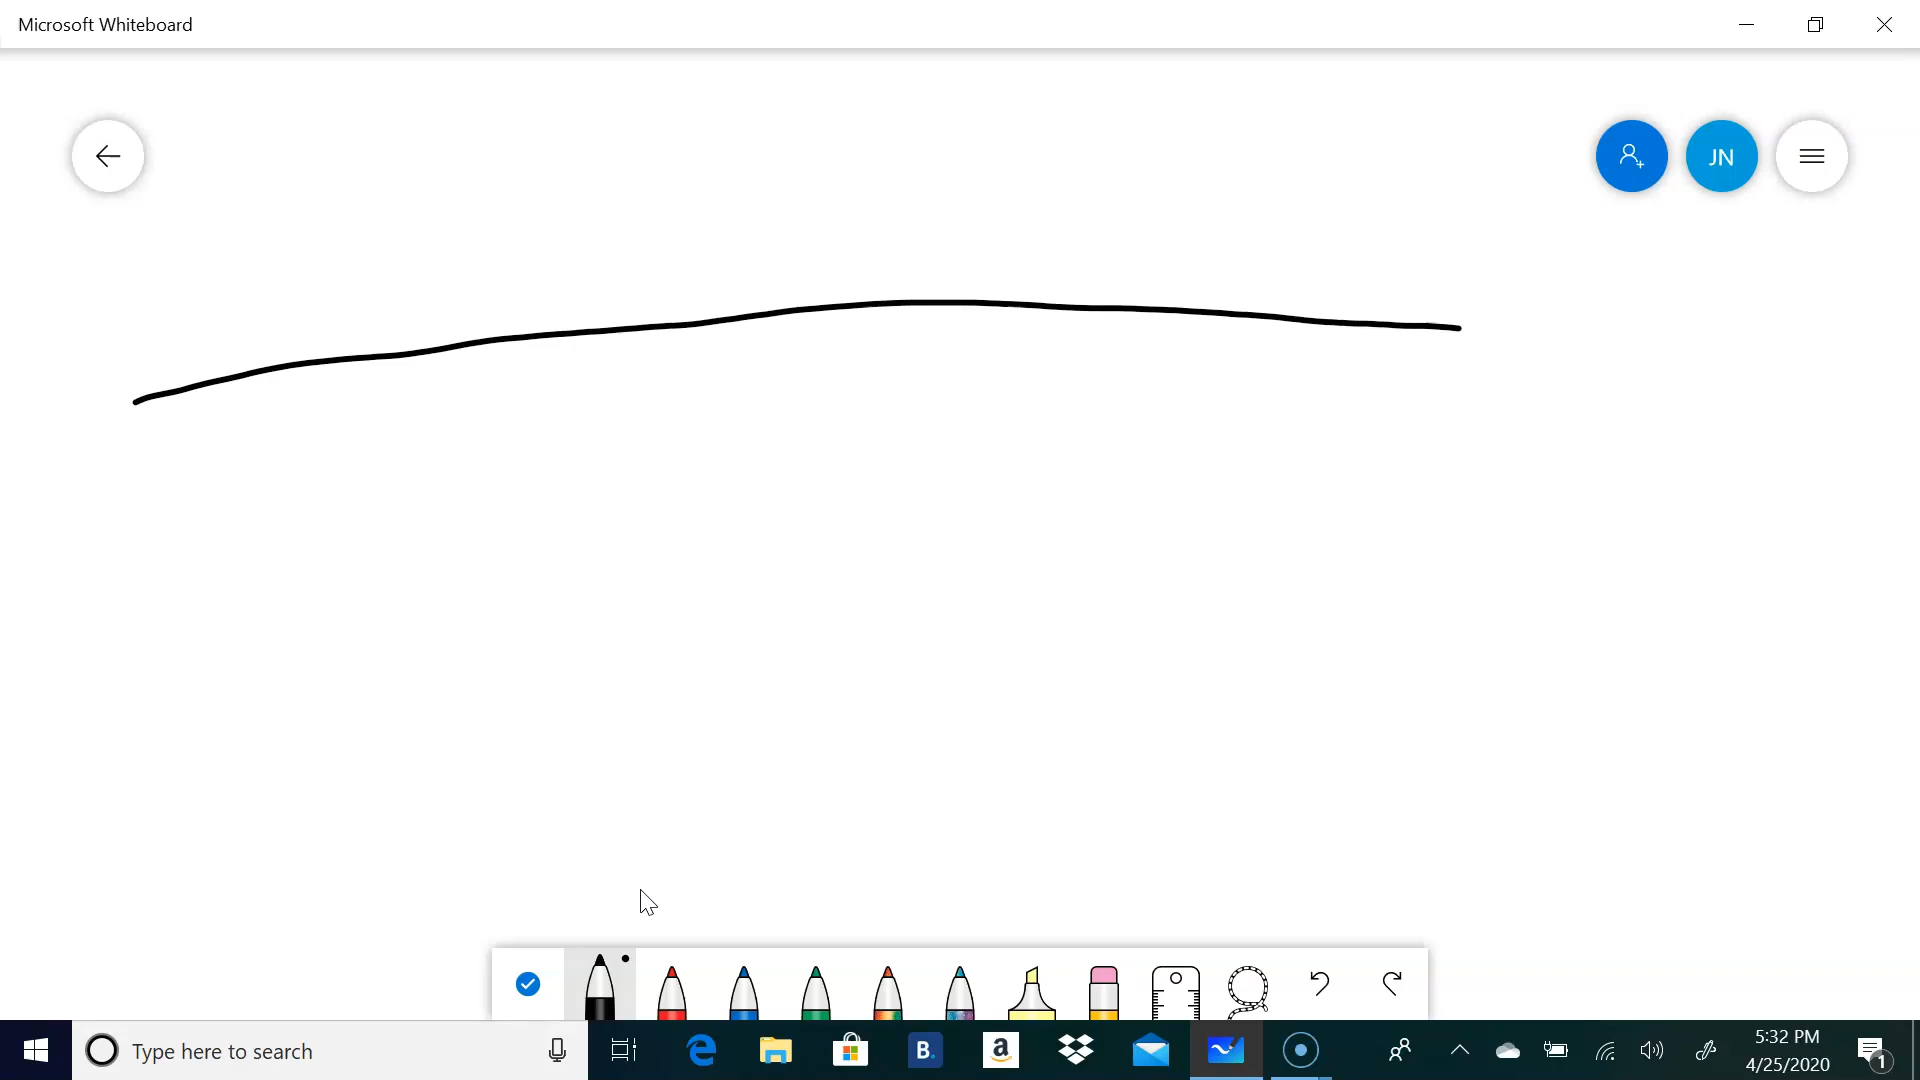 Microsoft Whiteboard
JN
Type here to search
B.
a
5:32 PM
4/25/2020
1